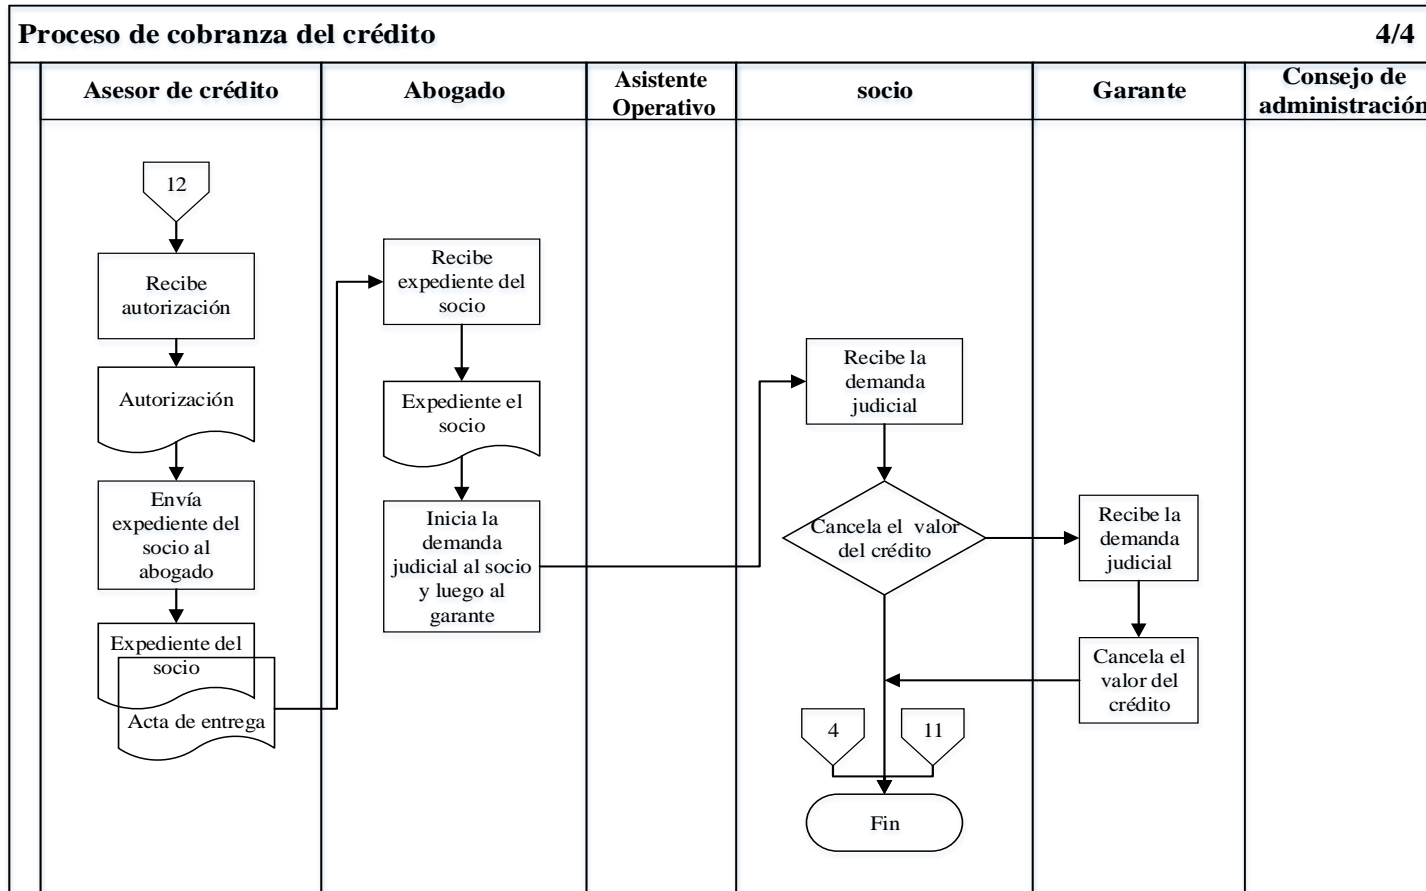 Proceso de cobranza del crédito 4/4
Asesor de crédito
Abogado
Asistente
Operativo
socio
Garante
Consejo de
administración
12
Recibe
autorización
Autorización
Envía
expediente del
socio al
abogado
Expediente del
socio
Acta de entrega
Recibe
expediente del
socio
Expediente el
socio
Inicia la
demanda
judicial al socio
y luego al
garante
Recibe la
demanda
judicial
Cancela el valor
del crédito
4
11
Fin
Recibe la
demanda
judicial
Cancela el
valor del
crédito